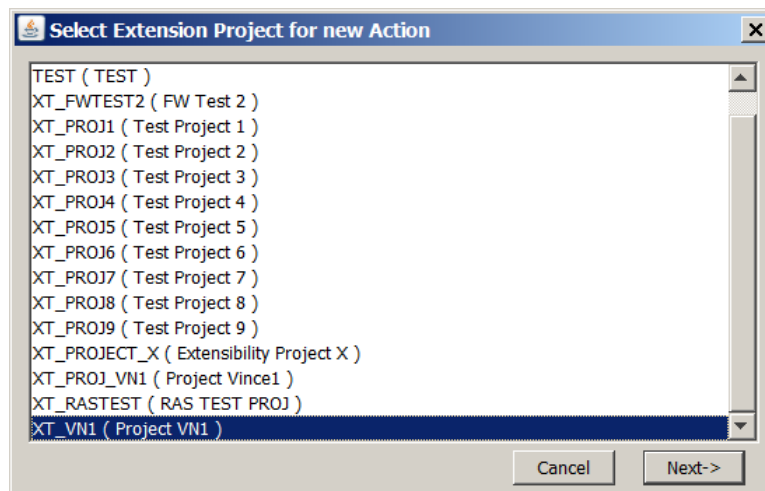 Select Extension Project for new Action
TEST ( TEST )
XT_FWTEST2 ( FW Test 2 )
XT_PROJ1 ( Test Project 1 )
XT_PROJ2 ( Test Project 2 )
XT_PROJ3 ( Test Project 3 )
XT_PROJ4 ( Test Project 4 )
XT_PROJ5 ( Test Project 5 )
XT_PROJ6 ( Test Project 6 )
XT_PROJ7 ( Test Project 7 )
XT_PROJ8 ( Test Project 8 )
XT_PROJ9 ( Test Project 9 )
XT_PROJECT_X ( Extensibility Project X )
XT_PROJ_VN1 ( Project Vince1 )
XT_RASTEST ( RAS TEST PROJ )
XT_VN1 ( Project VN1 )
Cancel Next->